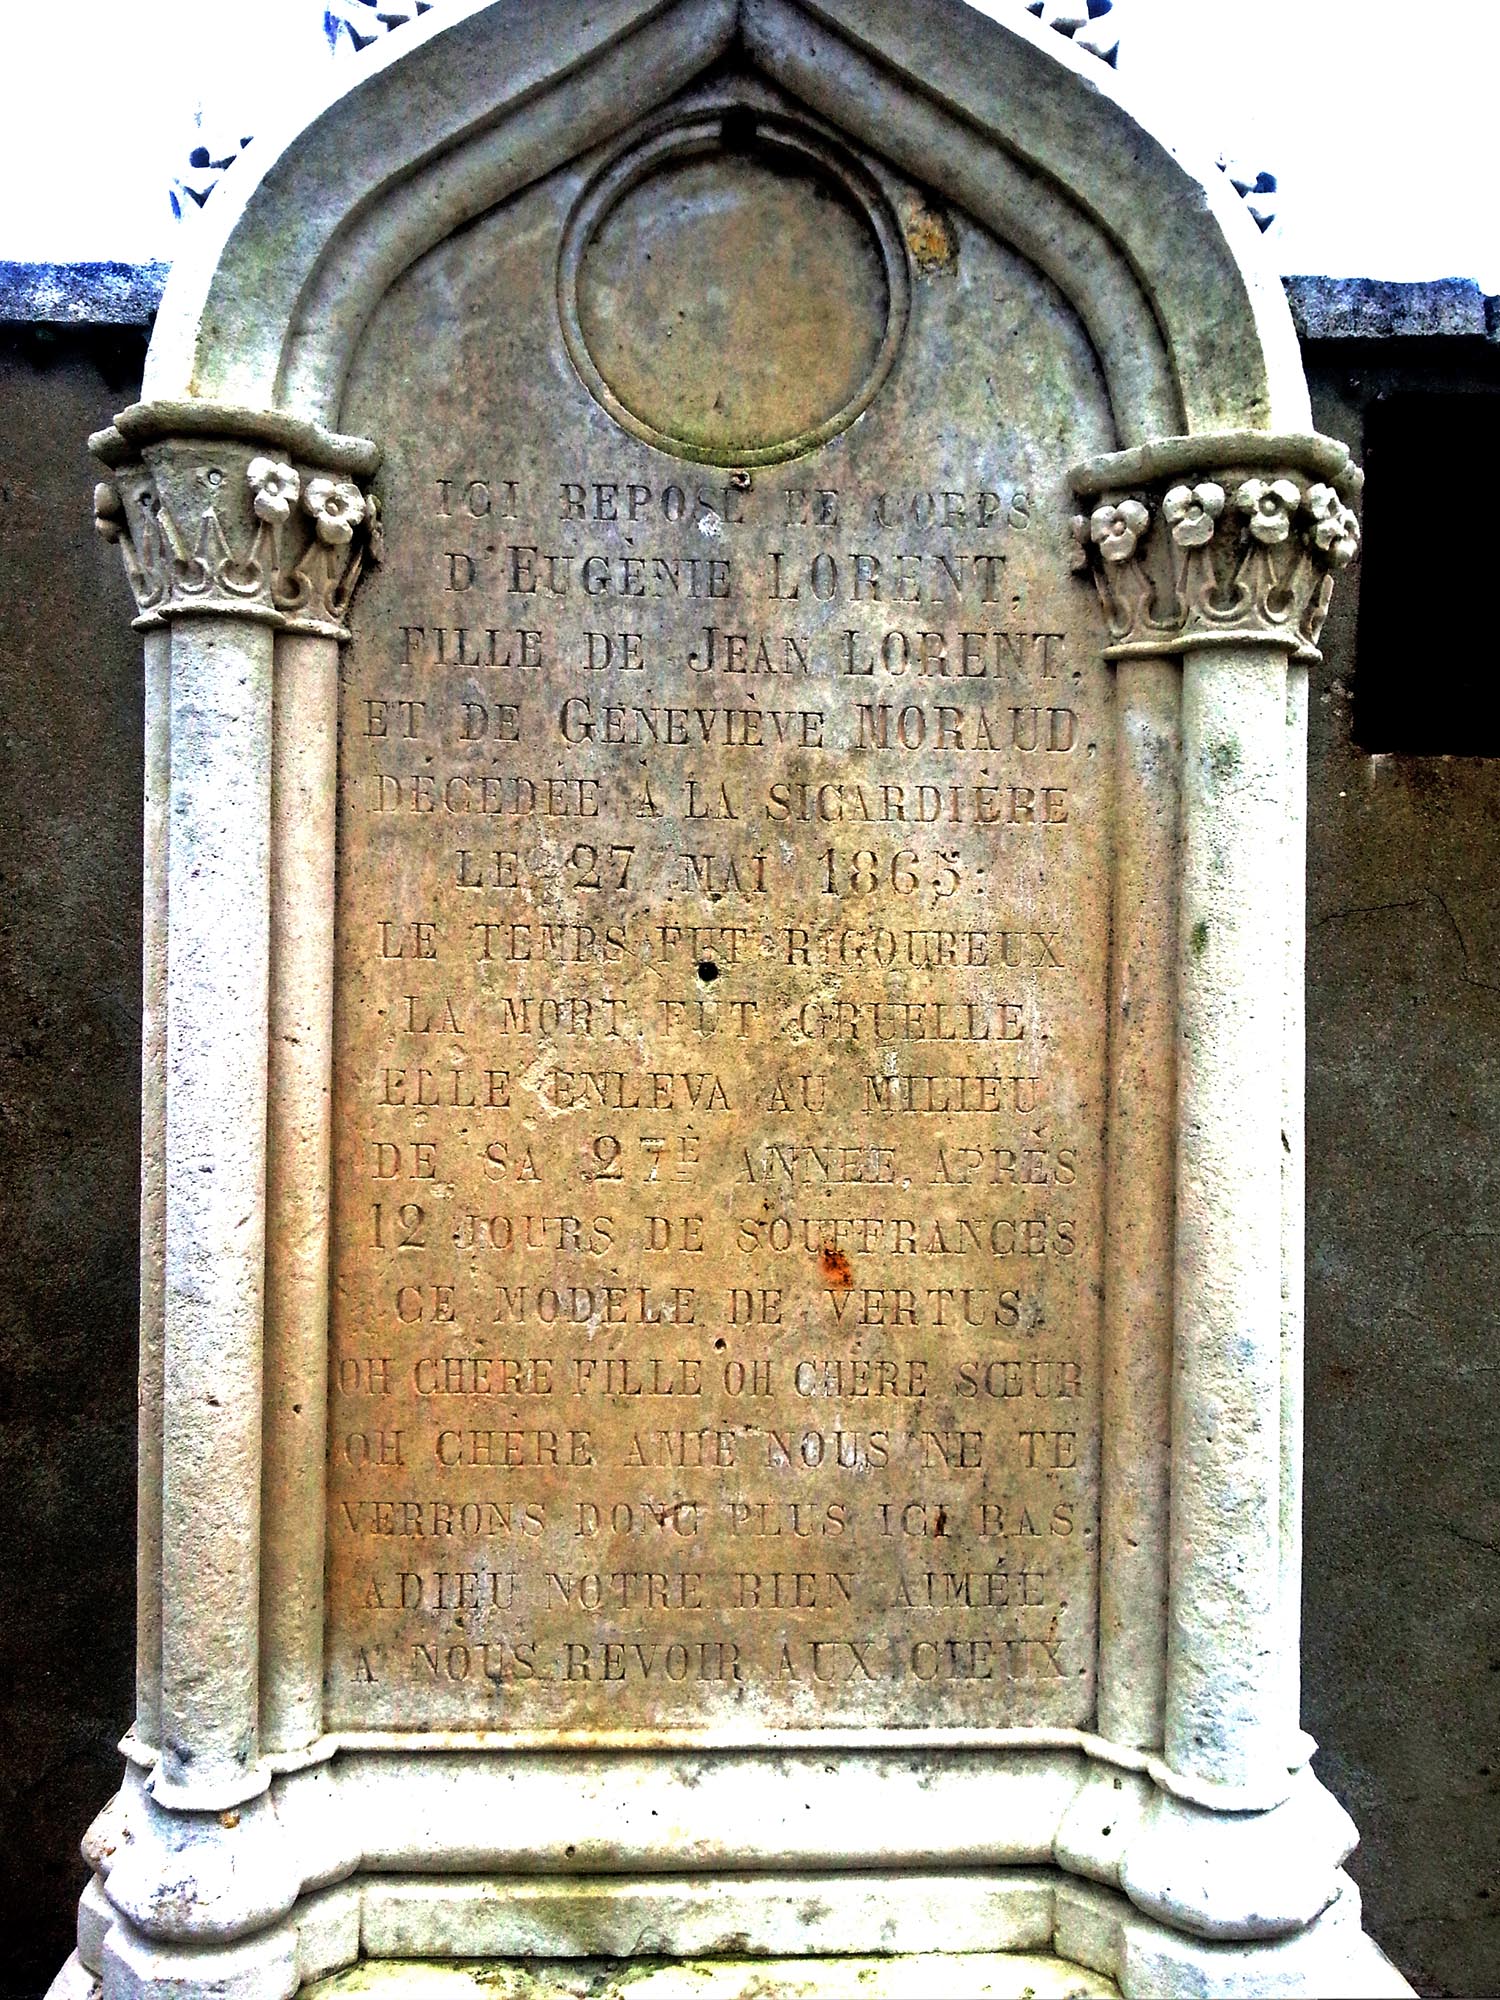 ICI REPOSE LE CORPS
D'EUGÈNIE LORENT,
FILLE DE JEAN LORENT,
ET DE GÉNEVIÈVE MORAUD,
DÉCÉDÉE À LA SICARDIÈRE
LE 27 MAI 1865:
LE TEMPS FUT RIGOUREUX
LA MORT FUT CRUELLE.
ELLE ENLEVA AU MILIEU
DE SA 27E ANNÉE, APRÈS
12 JOURS DE SOUFFRANCES
CE MODÈLE DE VERTUS.
OH CHÈRE FILLE OH CHÈRE SŒUR
OH CHÈRE AMIE NOUS NE TE
VERRONS DONC PLUS ICI BAS.
ADIEU NOTRE BIEN AIMÉE.
A NOUS REVOIR AUX CIEUX.